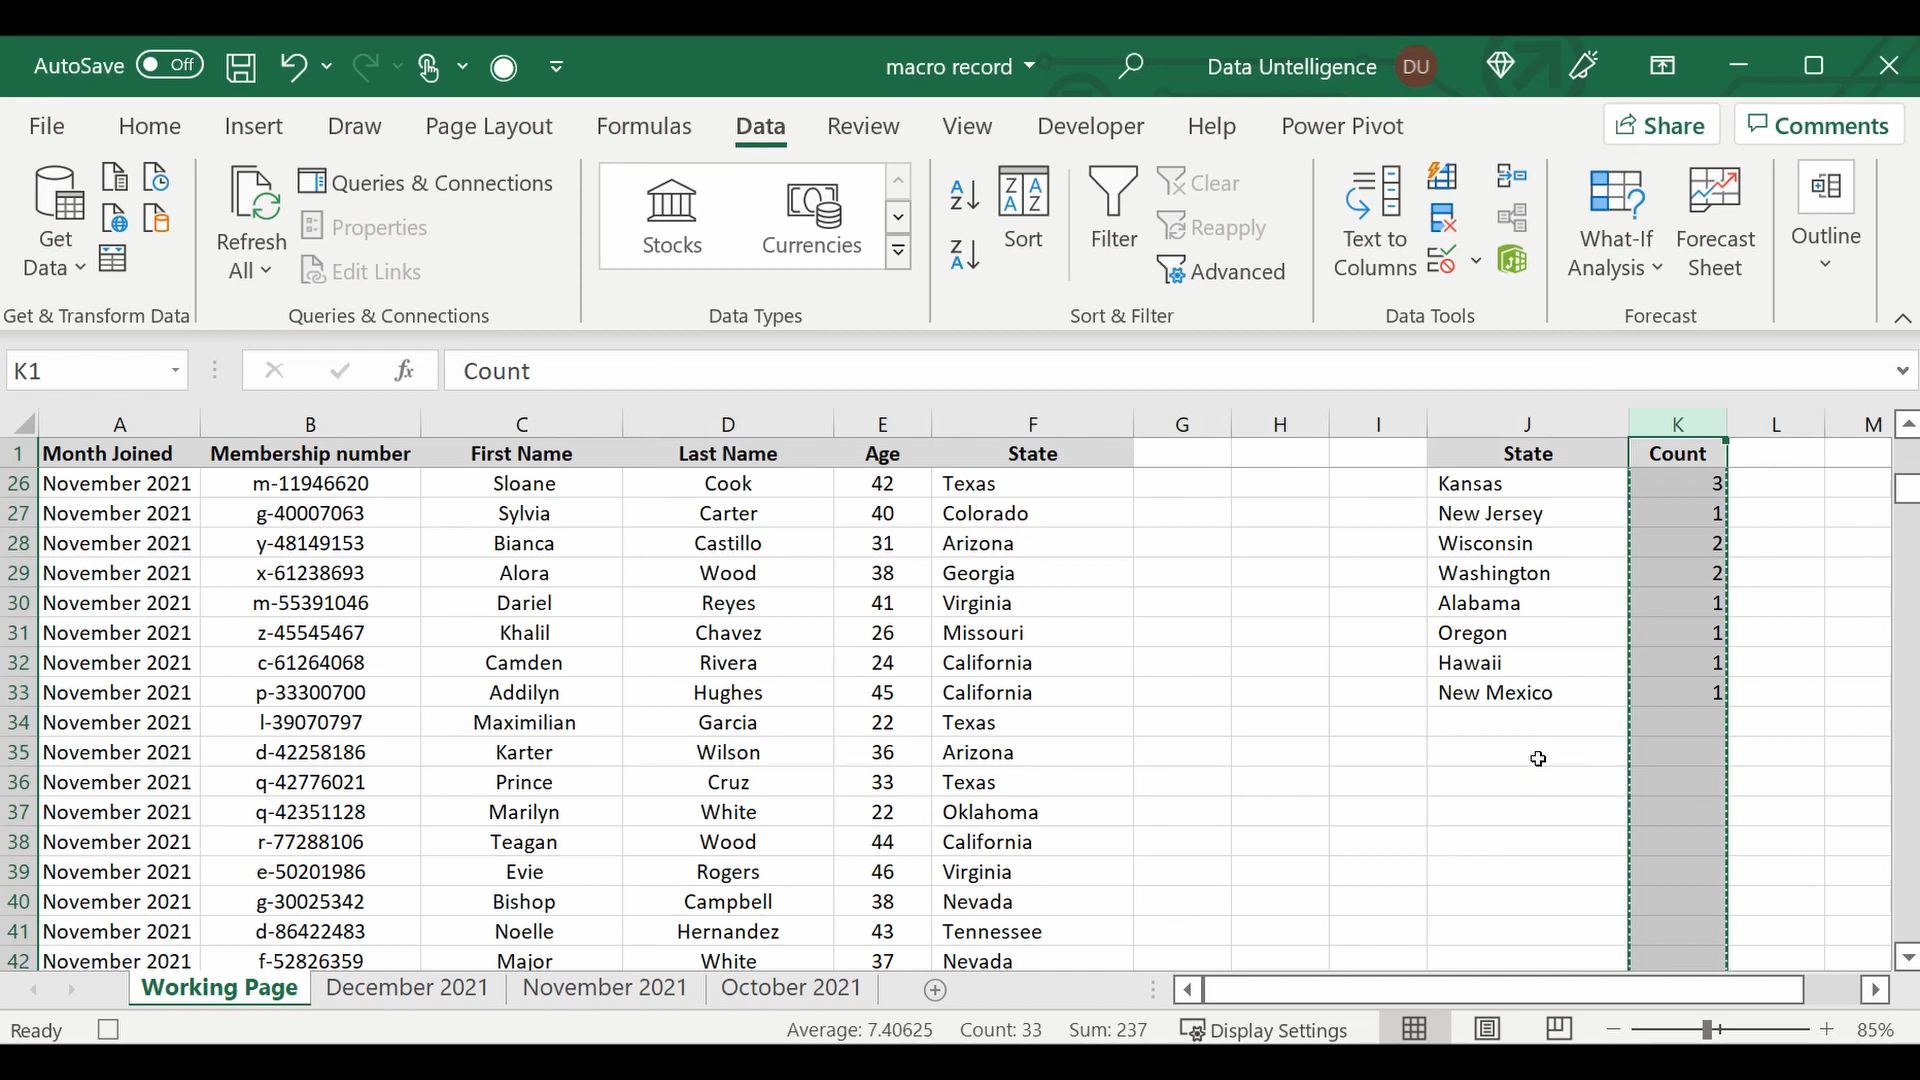 AutoSave Off macro record Data Untelligence DU
File Home Insert Draw Page Layout Formulas Data Review View Developer Help Power Pivot Share Comments
Get Data
Refresh All
Queries & Connections
Properties
Edit Links
Stocks Currencies
Sort
Filter
Clear
Reapply
Advanced
Text to Columns
What-If Analysis
Forecast Sheet
Outline
Get & Transform Data Queries & Connections Data Types Sort & Filter Data Tools Forecast
K1 fx Count
A B C D E F G H I J K L M
1 Month Joined Membership number First Name Last Name Age State State Count
26 November 2021 m-11946620 Sloane Cook 42 Texas Kansas 3
27 November 2021 g-40007063 Sylvia Carter 40 Colorado New Jersey 1
28 November 2021 y-48149153 Bianca Castillo 31 Arizona Wisconsin 2
29 November 2021 x-61238693 Alora Wood 38 Georgia Washington 2
30 November 2021 m-55391046 Dariel Reyes 41 Virginia Alabama 1
31 November 2021 z-45545467 Khalil Chavez 26 Missouri Oregon 1
32 November 2021 c-61264068 Camden Rivera 24 California Hawaii 1
33 November 2021 p-33300700 Addilyn Hughes 45 California New Mexico 1
34 November 2021 l-39070797 Maximilian Garcia 22 Texas
35 November 2021 d-42258186 Karter Wilson 36 Arizona
36 November 2021 q-42776021 Prince Cruz 33 Texas
37 November 2021 q-42351128 Marilyn White 22 Oklahoma
38 November 2021 r-77288106 Teagan Wood 44 California
39 November 2021 e-50201986 Evie Rogers 46 Virginia
40 November 2021 g-30025342 Bishop Campbell 38 Nevada
41 November 2021 d-86422483 Noelle Hernandez 43 Tennessee
42 November 2021 f-52826359 Major White 37 Nevada
Working Page December 2021 November 2021 October 2021
Ready Average: 7.40625 Count: 33 Sum: 237 Display Settings 85%